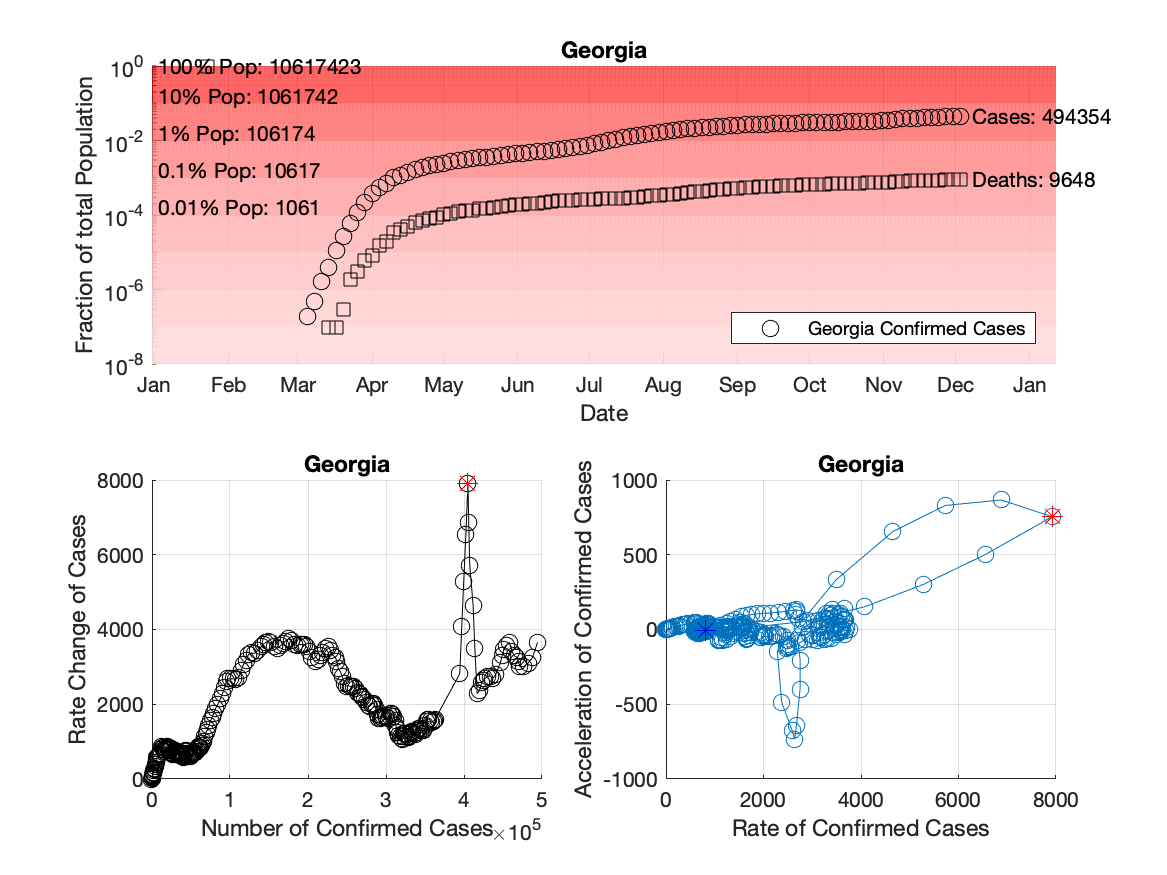 Georgia
Fraction of total Population
10^0
10^-2
10^-4
10^-6
10^-8
100% Pop: 10617423
10% Pop: 1061742
1% Pop: 106174
0.1% Pop: 10617
0.01% Pop: 1061
Cases: 494354
Deaths: 9648
Georgia Confirmed Cases
Jan Feb Mar Apr May Jun Jul Aug Sep Oct Nov Dec Jan
Date
Georgia
Rate Change of Cases
8000
6000
4000
2000
0
0 1 2 3 4 5
Number of Confirmed Cases ×10^5
Georgia
Acceleration of Confirmed Cases
1000
500
0
-500
-1000
0 2000 4000 6000 8000
Rate of Confirmed Cases